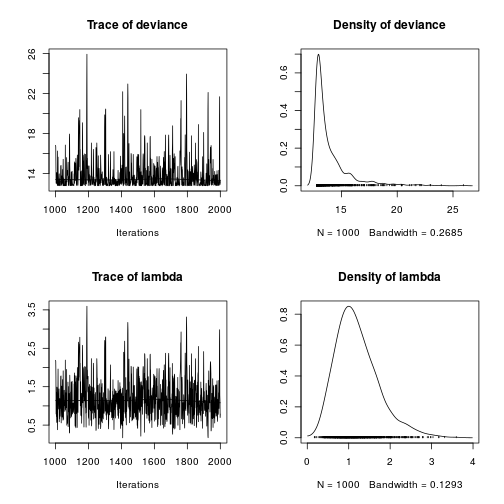 Trace of deviance
26
22
18
14
1000 1200 1400 1600 1800 2000
Iterations
Density of deviance
0.6
0.4
0.2
0.0
15 20 25
N = 1000 Bandwidth = 0.2685
Trace of lambda
3.5
2.5
1.5
0.5
1000 1200 1400 1600 1800 2000
Iterations
Density of lambda
0.8
0.6
0.4
0.2
0.0
0 1 2 3 4
N = 1000 Bandwidth = 0.1293